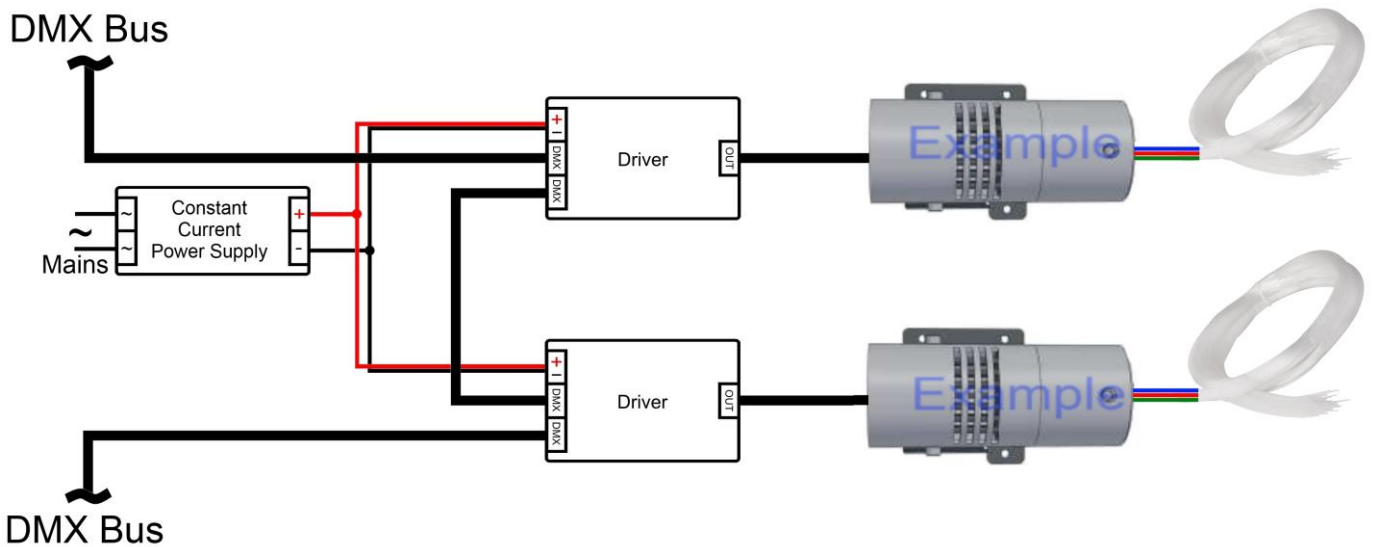 DMX Bus
+
–
DMX
DMX
Driver
OUT
Example
~
~
Constant
Current
Power Supply
+
-
~
Mains
+
–
DMX
DMX
Driver
OUT
Example
DMX Bus